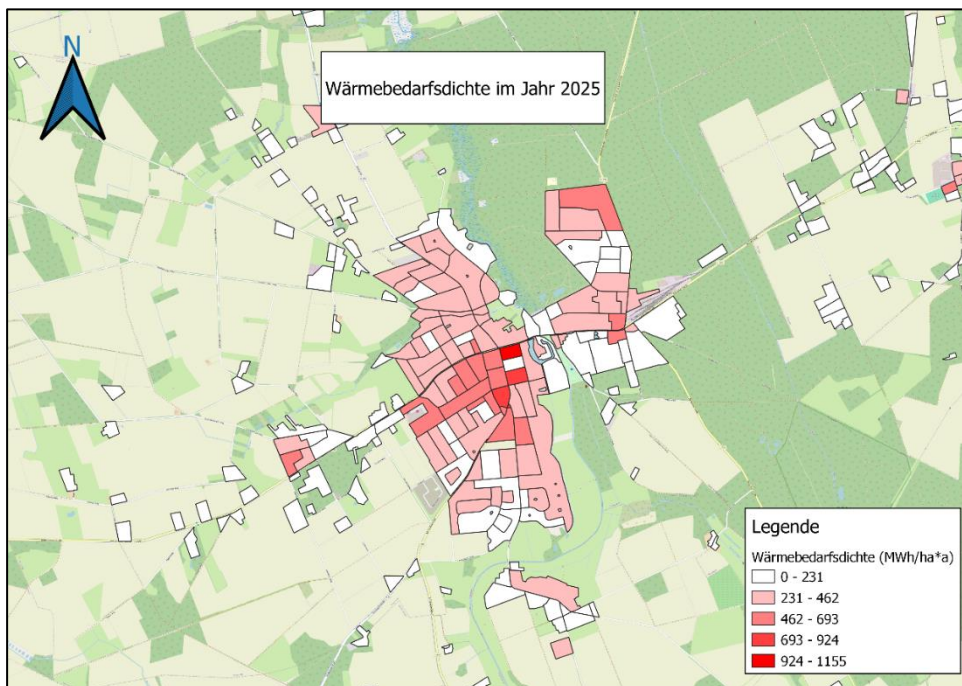 N
Wärmebedarfsdichte im Jahr 2025
Legende
Wärmebedarfsdichte (MWh/ha*a)
0 - 231
231 - 462
462 - 693
693 - 924
924 - 1155